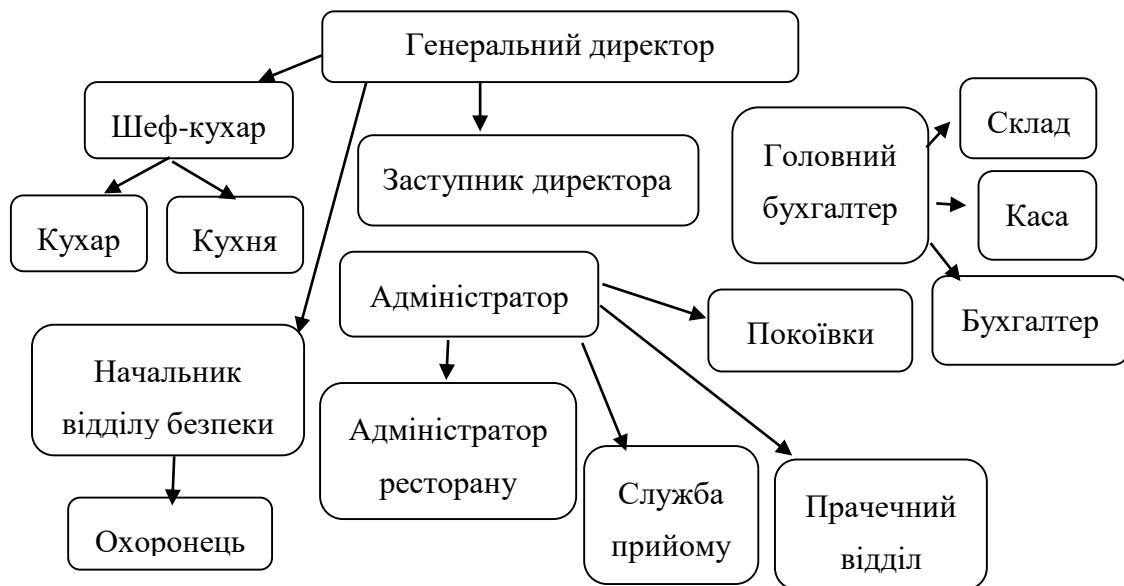 Генеральний директор
Шеф-кухар
Склад
Головний
бухгалтер
Заступник директора
Каса
Кухар
Кухня
Адміністратор
Покоївки
Бухгалтер
Начальник
відділу безпеки
Адміністратор
ресторану
Служба
прийому
Прачечний
відділ
Охоронець